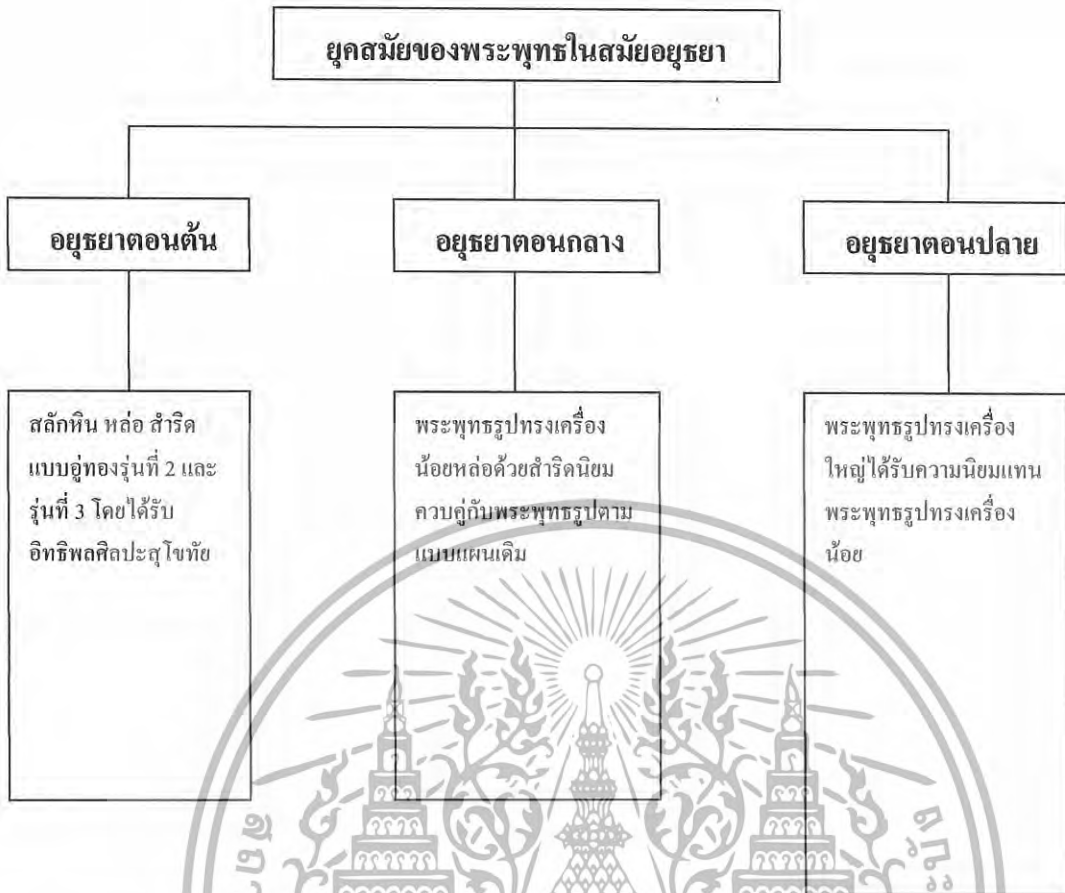 ยุคสมัยของพระพุทธในสมัยอยุธยา
อยุธยาตอนต้น
อยุธยาตอนกลาง
อยุธยาตอนปลาย
สลักหิน หล่อ สำริด
แบบอู่ทองรุ่นที่ 2 และ
รุ่นที่ 3 โดยได้รับ
อิทธิพลศิลปะสุโขทัย
พระพุทธรูปทรงเครื่อง
น้อยหล่อด้วยสำริดนิยม
ควบคู่กับพระพุทธรูปตาม
แบบแผนเดิม
พระพุทธรูปทรงเครื่อง
ใหญ่ได้รับความนิยมแทน
พระพุทธรูปทรงเครื่อง
น้อย